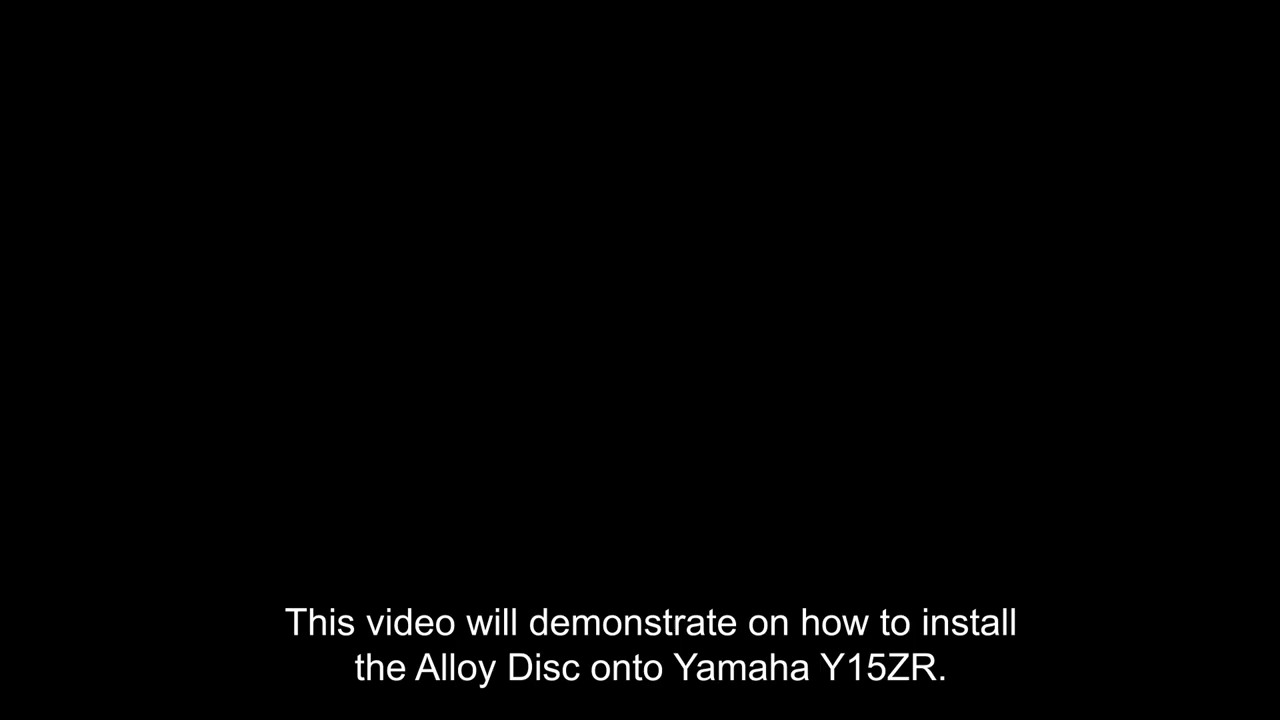 This video will demonstrate on how to install
the Alloy Disc onto Yamaha Y15ZR.